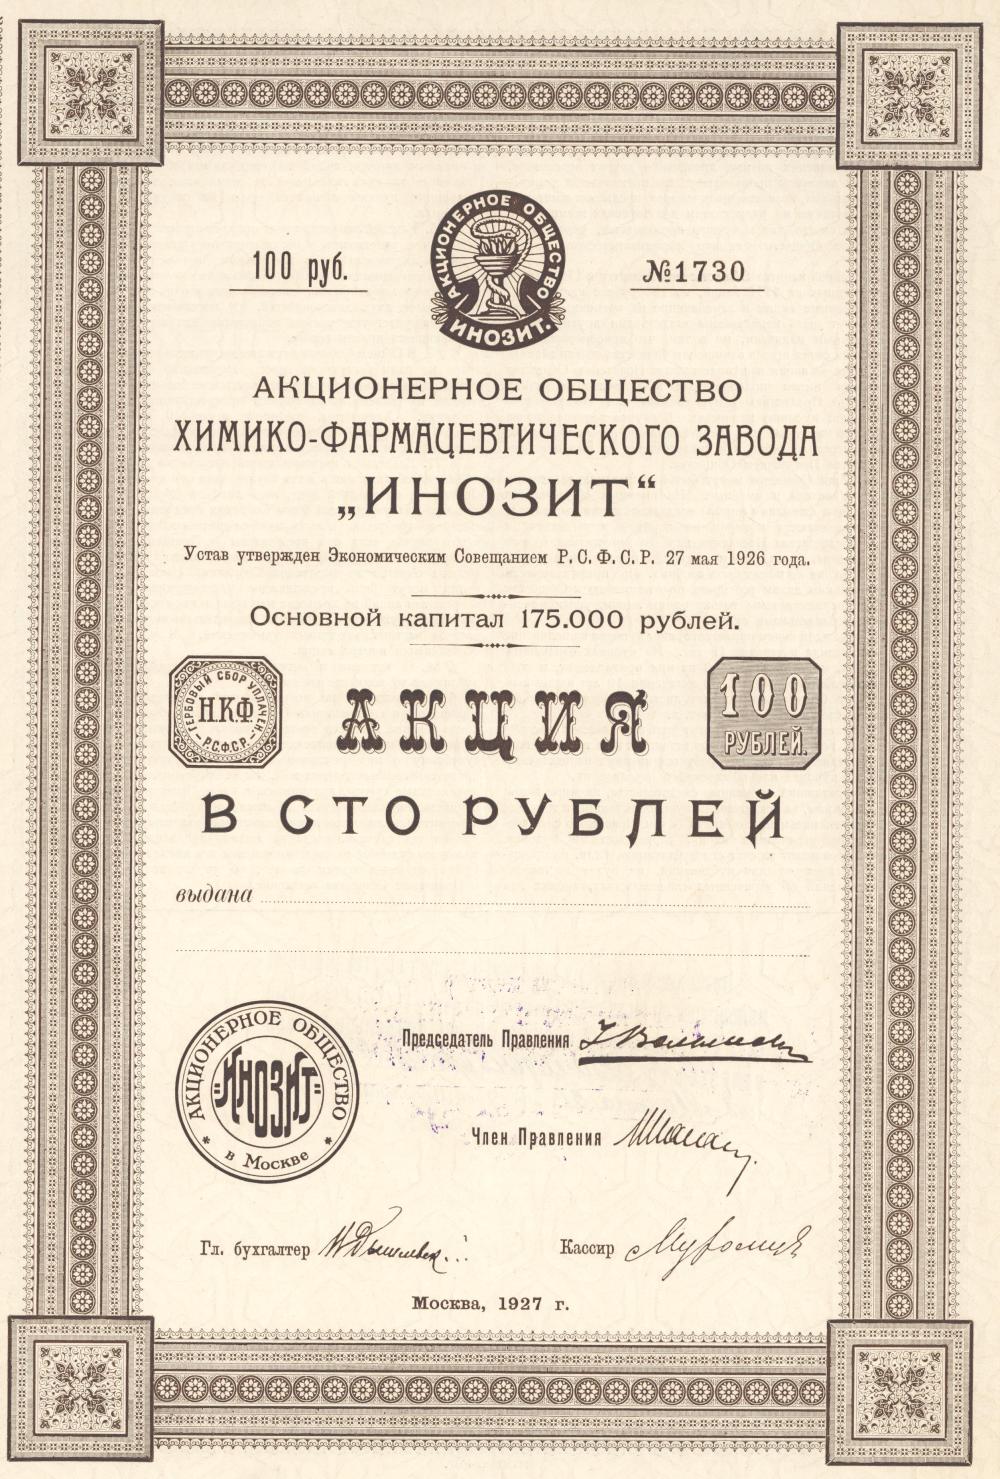 АКЦИОНЕРНОЕ ОБЩЕСТВО
ИНОЗИТ.
100 руб.
№1730
АКЦИОНЕРНОЕ ОБЩЕСТВО
ХИМИКО-ФАРМАЦЕВТИЧЕСКОГО ЗАВОДА
„ИНОЗИТ“
Устав утвержден Экономическим Совещанием Р. С. Ф. С. Р. 27 мая 1926 года.
Основной капитал 175.000 рублей.
ГЕРБОВЫЙ СБОР УПЛАЧЕН
Н.К.Ф.
Р.С.Ф.С.Р.
АКЦИЯ
100
РУБЛЕЙ.
В СТО РУБЛЕЙ
выдана
АКЦИОНЕРНОЕ ОБЩЕСТВО
"ИНОЗИТ"
* в Москве *
Председатель Правления
Член Правления
Гл. бухгалтер
Кассир
Москва, 1927 г.